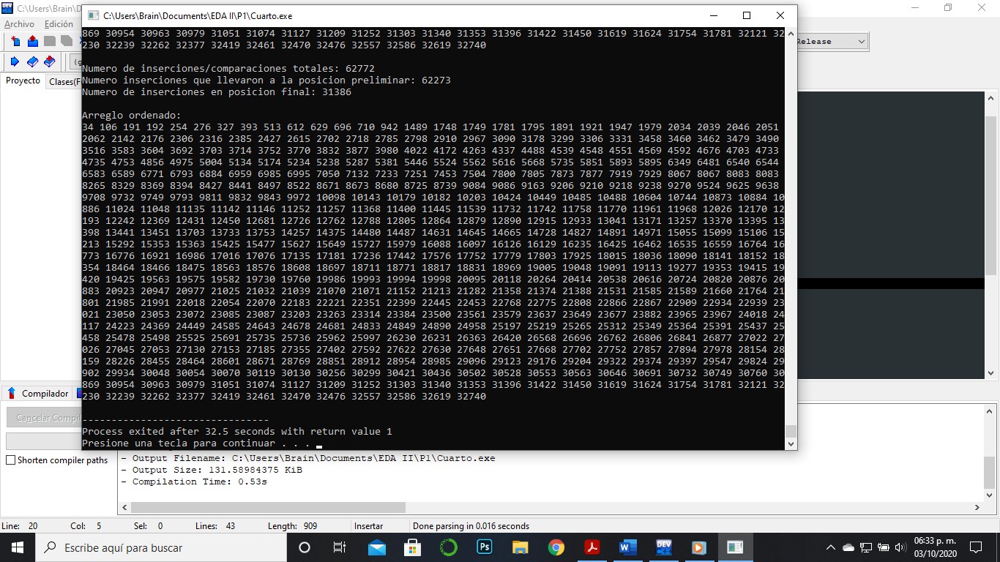 C:\Users\Brain\Documents\EDA II\P1\Cuarto.exe
Archivo Edición
Release
Proyecto Clases(F
869 30954 30963 30979 31051 31074 31127 31209 31252 31303 31340 31353 31396 31422 31450 31619 31624 31754 31781 32121 32
230 32239 32262 32377 32419 32461 32470 32476 32557 32586 32619 32740
Numero de inserciones/comparaciones totales: 62772
Numero inserciones que llevaron a la posicion preliminar: 62273
Numero de inserciones en posicion final: 31386
Arreglo ordenado:
34 106 191 192 254 276 327 393 513 612 629 696 710 942 1489 1748 1749 1781 1795 1891 1921 1947 1979 2034 2039 2046 2051
2062 2142 2176 2306 2316 2385 2427 2615 2702 2718 2785 2798 2910 2967 3090 3178 3299 3306 3331 3458 3460 3462 3479 3490
3516 3583 3604 3692 3703 3714 3752 3770 3832 3877 3980 4022 4172 4263 4337 4488 4539 4548 4551 4569 4592 4676 4703 4733
4735 4753 4856 4975 5004 5134 5174 5234 5238 5287 5381 5446 5524 5562 5616 5668 5735 5851 5893 5895 6349 6481 6540 6544
6583 6589 6771 6793 6884 6959 6985 6995 7050 7132 7233 7251 7453 7504 7800 7805 7873 7877 7919 7929 8067 8067 8083 8083
8265 8329 8369 8394 8427 8441 8497 8522 8671 8673 8680 8725 8739 9084 9086 9163 9206 9210 9218 9238 9270 9524 9625 9638
9708 9732 9749 9793 9811 9832 9843 9972 10098 10143 10179 10182 10203 10424 10449 10485 10488 10604 10744 10873 10884 10
886 11024 11048 11135 11142 11146 11252 11257 11368 11400 11445 11539 11732 11742 11758 11770 11961 11968 12026 12170 12
193 12242 12369 12431 12450 12681 12726 12762 12788 12805 12864 12879 12890 12915 12933 13041 13171 13257 13370 13395 13
398 13441 13451 13703 13733 13753 14257 14375 14480 14487 14631 14645 14665 14728 14827 14891 14971 15055 15099 15106 15
213 15292 15353 15363 15425 15477 15627 15649 15727 15979 16088 16097 16126 16129 16235 16425 16462 16535 16559 16764 16
773 16776 16921 16986 17016 17076 17135 17181 17236 17442 17576 17752 17779 17803 17925 18015 18036 18090 18141 18152 18
354 18464 18466 18475 18563 18576 18608 18697 18711 18771 18817 18831 18969 19005 19048 19091 19113 19277 19353 19415 19
420 19425 19563 19575 19582 19730 19760 19986 19993 19994 19998 20095 20118 20264 20414 20538 20616 20724 20820 20876 20
883 20923 20947 20977 21025 21032 21039 21070 21071 21152 21213 21282 21358 21374 21388 21531 21585 21589 21660 21764 21
801 21985 21991 22018 22054 22070 22183 22221 22351 22399 22445 22453 22768 22775 22808 22866 22867 22909 22934 22939 23
021 23050 23053 23072 23085 23087 23203 23263 23314 23384 23500 23561 23579 23637 23649 23677 23882 23965 23967 24018 24
117 24223 24369 24449 24585 24643 24678 24681 24833 24849 24890 24958 25197 25219 25265 25312 25349 25364 25391 25437 25
458 25478 25498 25525 25691 25735 25736 25962 25997 26230 26231 26363 26420 26568 26696 26762 26806 26841 26877 27022 27
026 27045 27053 27130 27153 27185 27355 27402 27592 27622 27630 27648 27651 27668 27702 27752 27857 27894 27978 28154 28
159 28226 28455 28464 28601 28671 28769 28851 28912 28954 28985 29096 29123 29176 29204 29322 29374 29397 29547 29824 29
902 29934 30048 30054 30070 30119 30130 30256 30299 30421 30436 30502 30528 30553 30563 30646 30691 30732 30749 30760 30
869 30954 30963 30979 31051 31074 31127 31209 31252 31303 31340 31353 31396 31422 31450 31619 31624 31754 31781 32121 32
230 32239 32262 32377 32419 32461 32470 32476 32557 32586 32619 32740
--------------------------------
Process exited after 32.5 seconds with return value 1
Presione una tecla para continuar . . .
Compilador
Cancelar Compil
Shorten compiler paths
- Output Filename: C:\Users\Brain\Documents\EDA II\P1\Cuarto.exe
- Output Size: 131.58984375 KiB
- Compilation Time: 0.53s
Line: 20 Col: 5 Sel: 0 Lines: 43 Length: 909 Insertar Done parsing in 0.016 seconds
Escribe aquí para buscar
06:33 p. m.
03/10/2020